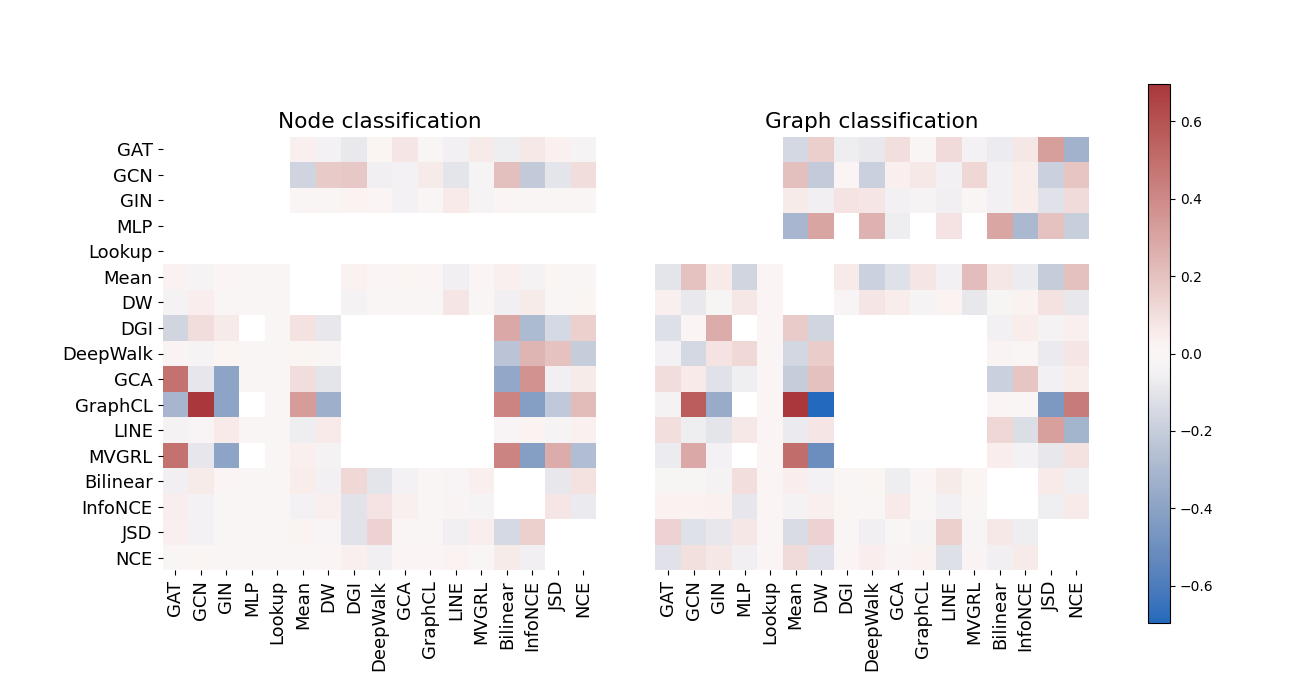 Node classification
Graph classification
GAT
GCN
GIN
MLP
Lookup
Mean
DW
DGI
DeepWalk
GCA
GraphCL
LINE
MVGRL
Bilinear
InfoNCE
JSD
NCE
GAT
GCN
GIN
MLP
Lookup
Mean
DW
DGI
DeepWalk
GCA
GraphCL
LINE
MVGRL
Bilinear
InfoNCE
JSD
NCE
GAT
GCN
GIN
MLP
Lookup
Mean
DW
DGI
DeepWalk
GCA
GraphCL
LINE
MVGRL
Bilinear
InfoNCE
JSD
NCE
0.6
0.4
0.2
0.0
−0.2
−0.4
−0.6